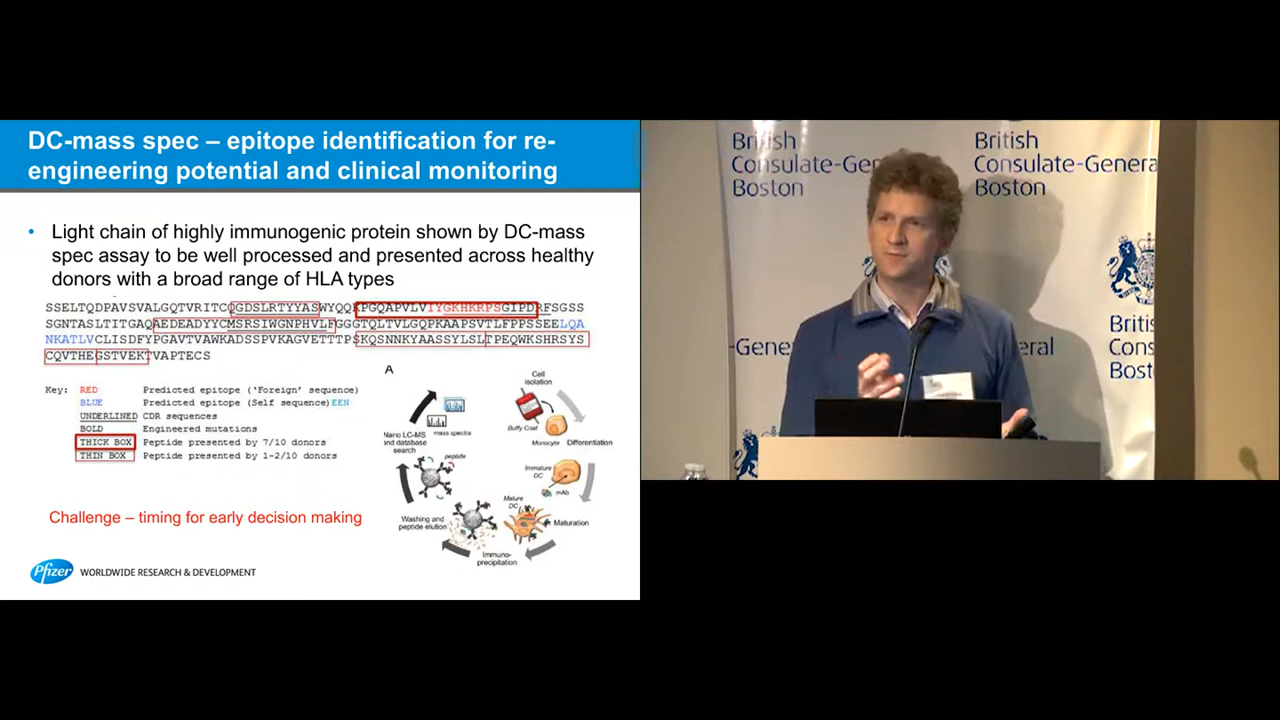 DC-mass spec – epitope identification for re-
engineering potential and clinical monitoring
• Light chain of highly immunogenic protein shown by DC-mass
spec assay to be well processed and presented across healthy
donors with a broad range of HLA types
SSELTQDPAVSVALGQTVRITCQGDSLRTYYASWYQQKPGQAPVLVIYGKHKRPSGIPDRFSGSS
SGNTASLTITGAQAEDEADYYCMSRSIWGNPHVLFGGGTQLTVLGQPKAAPSVTLFPPSSEELQA
NKATLVCLISDFYPGAVTVAWKADSSPVKAGVETTTPSKQSNNKYAASSYLSLTPEQWKSHRSYS
CQVTHEGSTVEKTVAPTECS
Key: RED Predicted epitope ('Foreign' sequence)
BLUE Predicted epitope (Self sequence)EEN
UNDERLINED CDR sequences
BOLD Engineered mutations
THICK BOX Peptide presented by 7/10 donors
THIN BOX Peptide presented by 1-2/10 donors
A
Cell
isolation
Buffy Coat
Monocyte
Differentiation
Immature
DC
mAb
Mature
DC
Maturation
Immuno-
precipitation
Washing and
peptide elution
peptide
Nano LC-MS
and database
search
mass spectra
Challenge – timing for early decision making
Pfizer WORLDWIDE RESEARCH & DEVELOPMENT
British
Consulate-Gene
Boston
British
Consulate-Genera
Boston
-Gene
eral
Briti
Cons
Bost